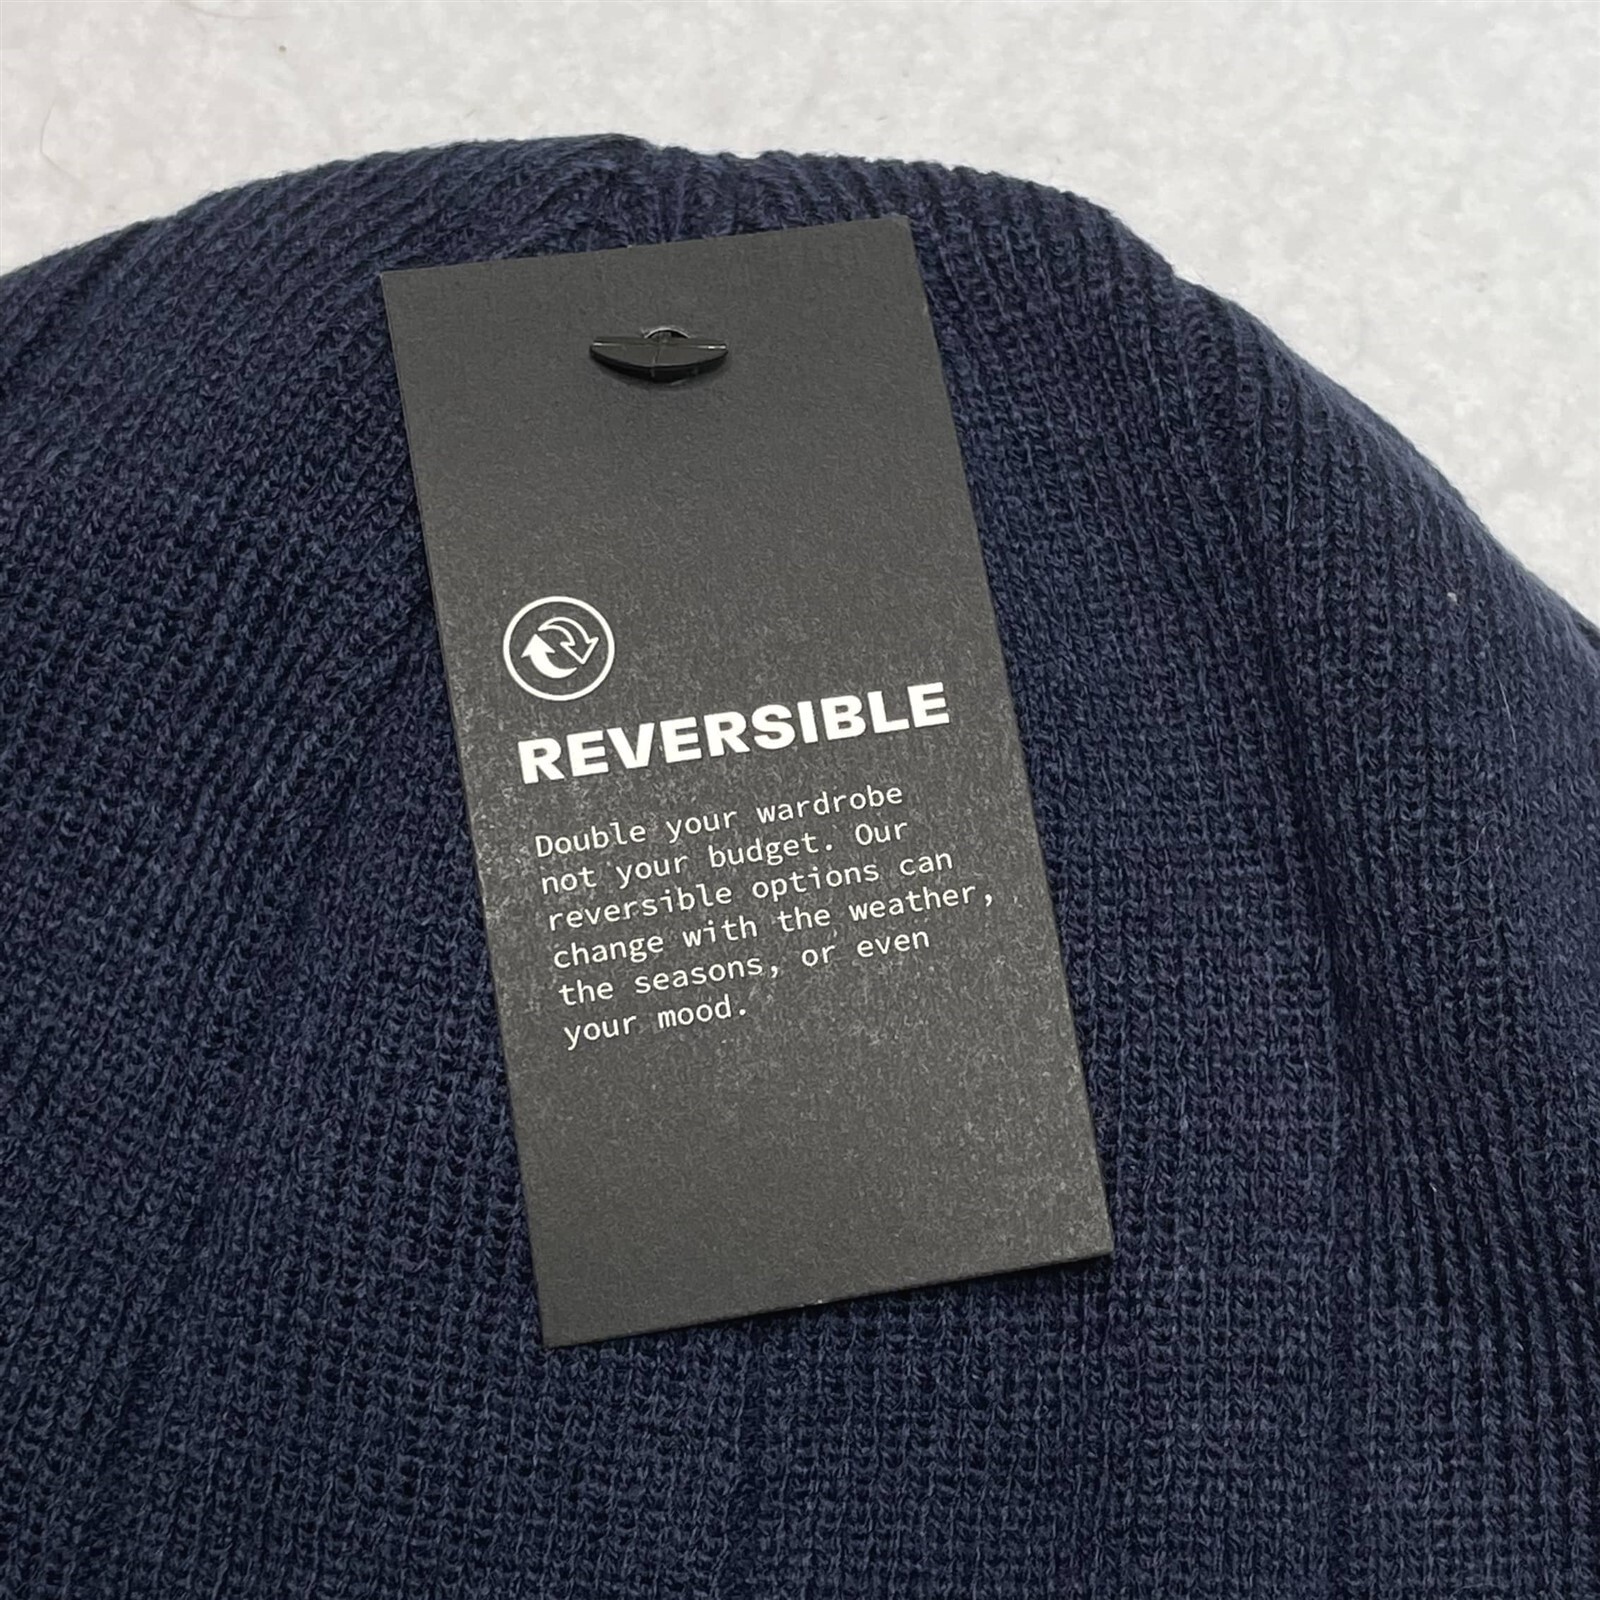 REVERSIBLE
Double your wardrobe
not your budget. Our
reversible options can
change with the weather,
the seasons, or even
your mood.